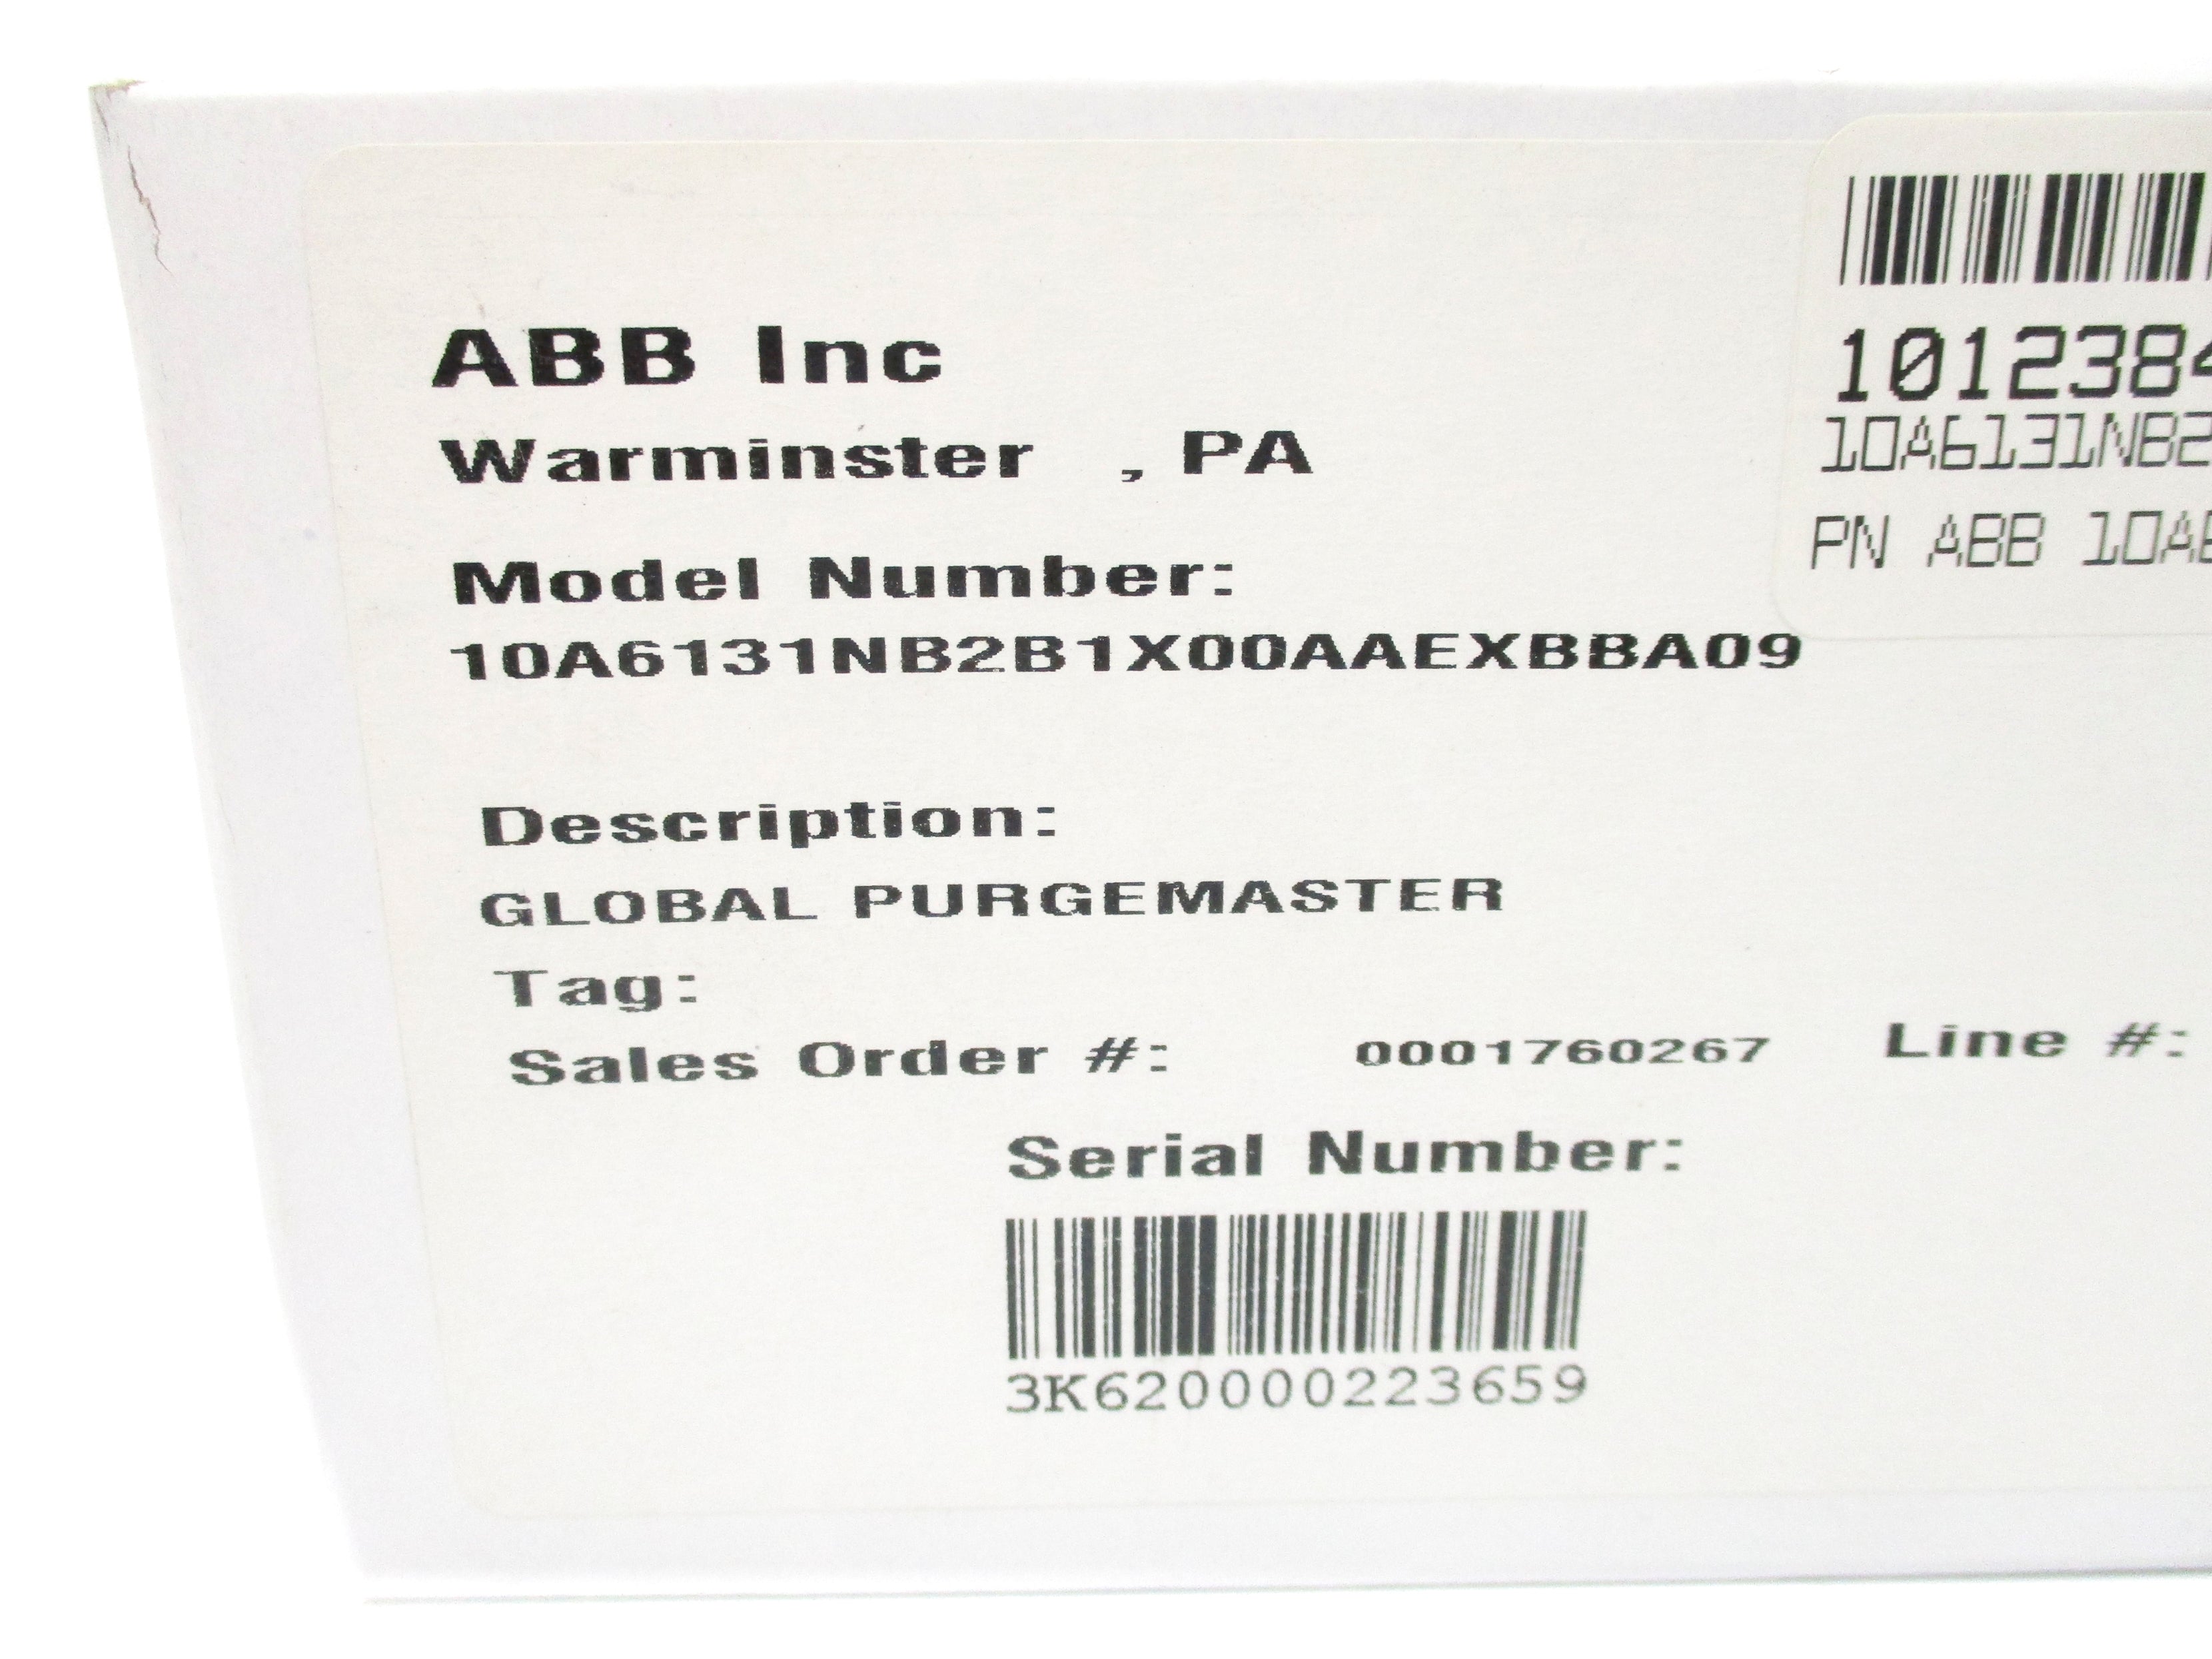 ABB Inc
Warminster , PA
Model Number:
10A6131NB2B1X00AAEXBBA09
Description:
GLOBAL PURGEMASTER
Tag:
Sales Order #: 0001760267 Line #:
Serial Number:
3K620000223659
1012384
10A6131NB2
PN ABB 10A6